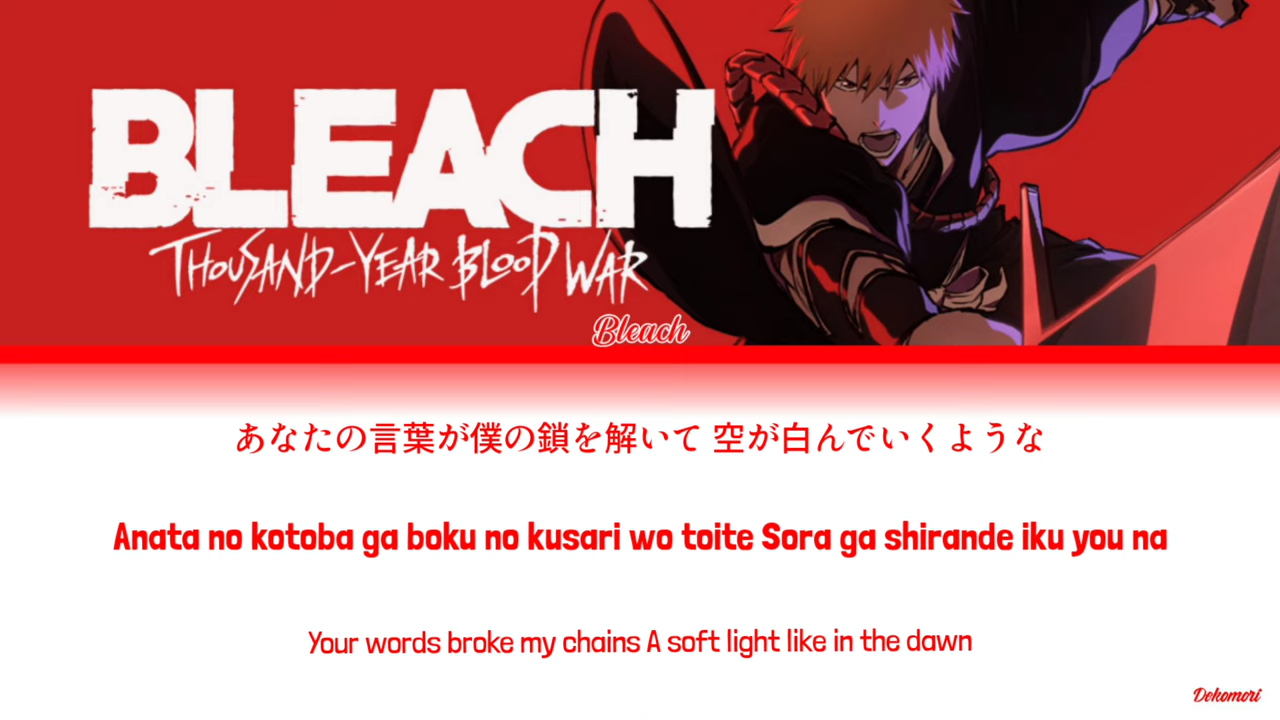 BLEACH
THOUSAND-YEAR BLOOD WAR
Bleach
あなたの言葉が僕の鎖を解いて 空が白んでいくような
Anata no kotoba ga boku no kusari wo toite Sora ga shirande iku you na
Your words broke my chains A soft light like in the dawn
Dekomori